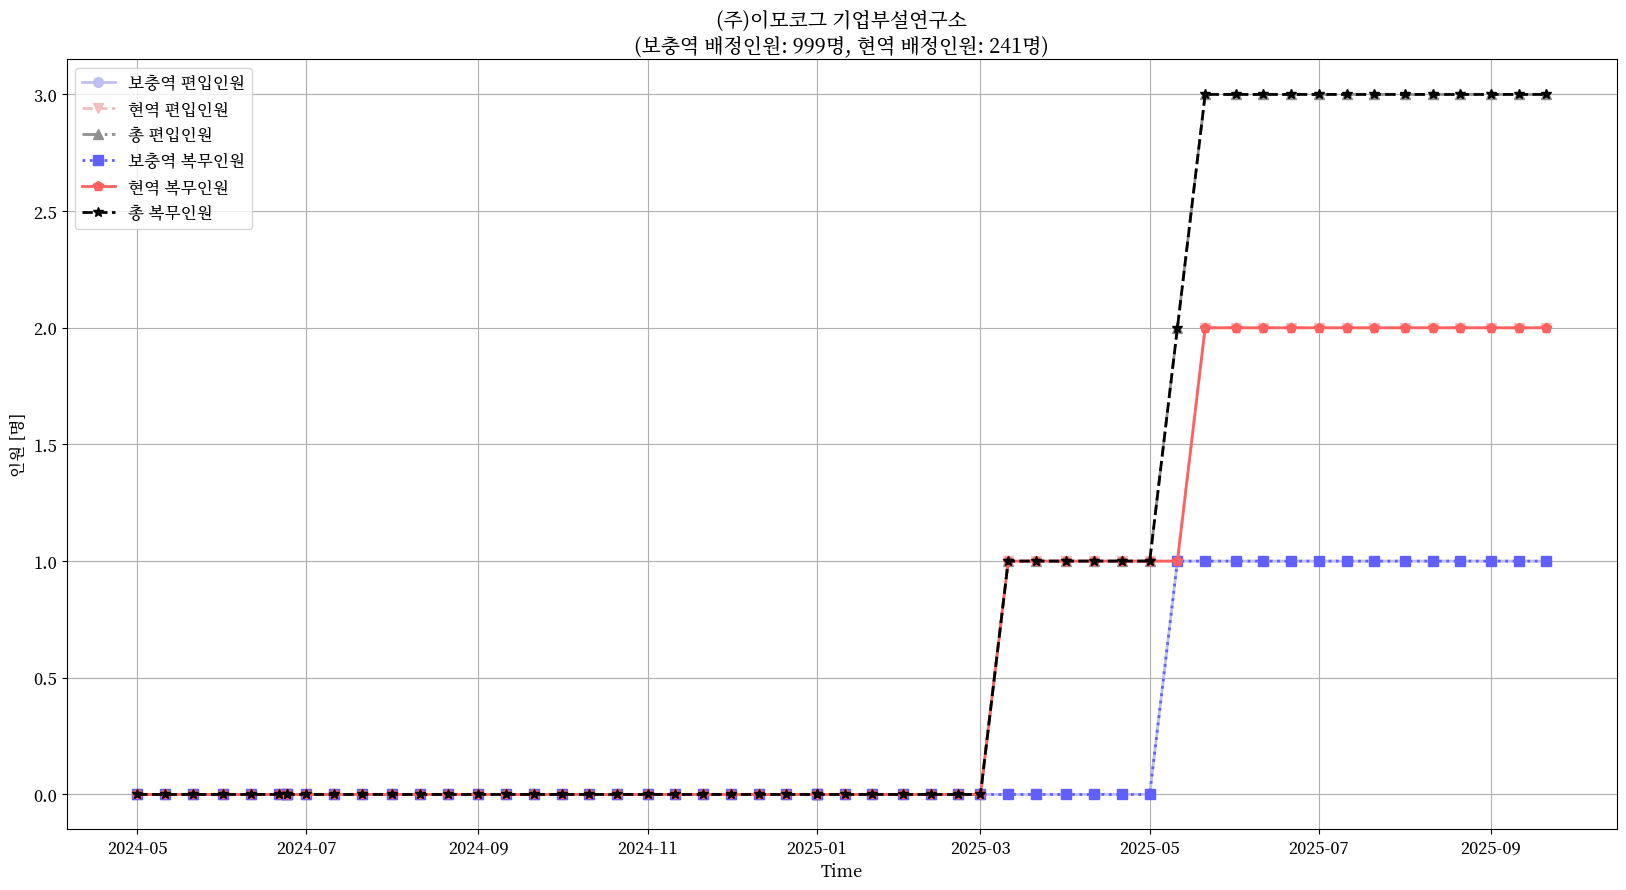 (주)이모코그 기업부설연구소
(보충역 배정인원: 999명, 현역 배정인원: 241명)
보충역 편입인원
현역 편입인원
총 편입인원
보충역 복무인원
현역 복무인원
총 복무인원
3.0
2.5
2.0
1.5
1.0
0.5
0.0
인원 [명]
2024-05 2024-07 2024-09 2024-11 2025-01 2025-03 2025-05 2025-07 2025-09
Time